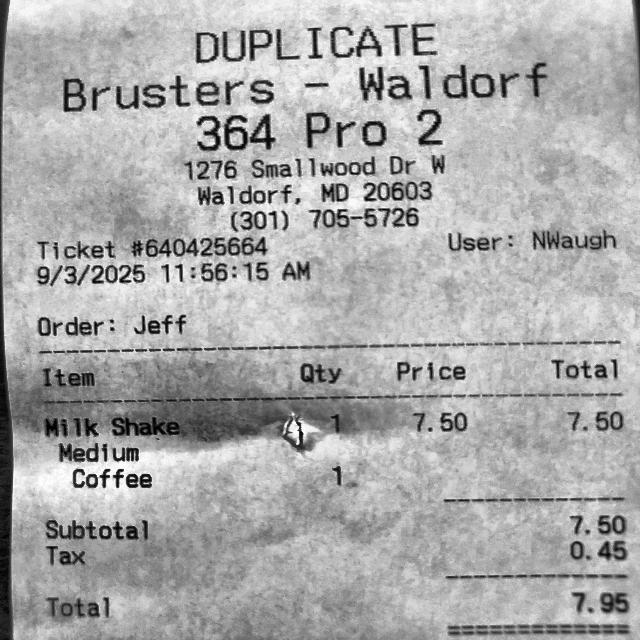 DUPLICATE
Brusters - Waldorf
364 Pro 2
1276 Smallwood Dr W
Waldorf, MD 20603
(301) 705-5726
Ticket #640425664 User: NWaugh
9/3/2025 11:56:15 AM
Order: Jeff
Item Qty Price Total
Milk Shake 1 7.50 7.50
Medium
Coffee 1
Subtotal 7.50
Tax 0.45
Total 7.95